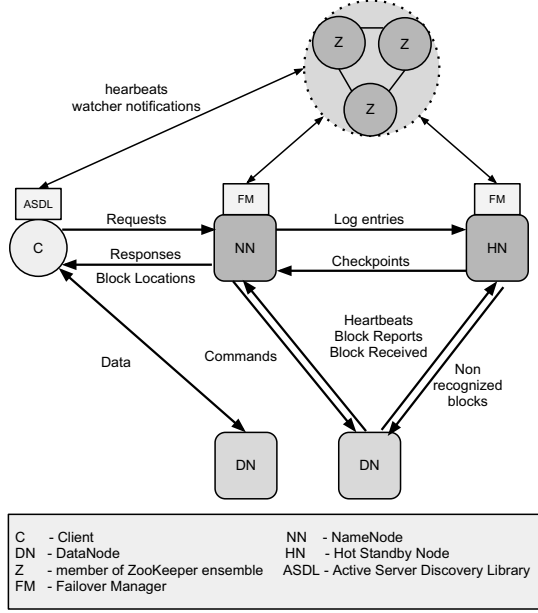 Z
Z
Z
hearbeats
watcher notifications
ASDL
FM
FM
C
Requests
NN
Log entries
HN
Responses
Checkpoints
Block Locations
Heartbeats
Block Reports
Block Received
Data
Commands
Non
recognized
blocks
DN
DN
C - Client
DN - DataNode
Z - member of ZooKeeper ensemble
FM - Failover Manager
NN - NameNode
HN - Hot Standby Node
ASDL - Active Server Discovery Library